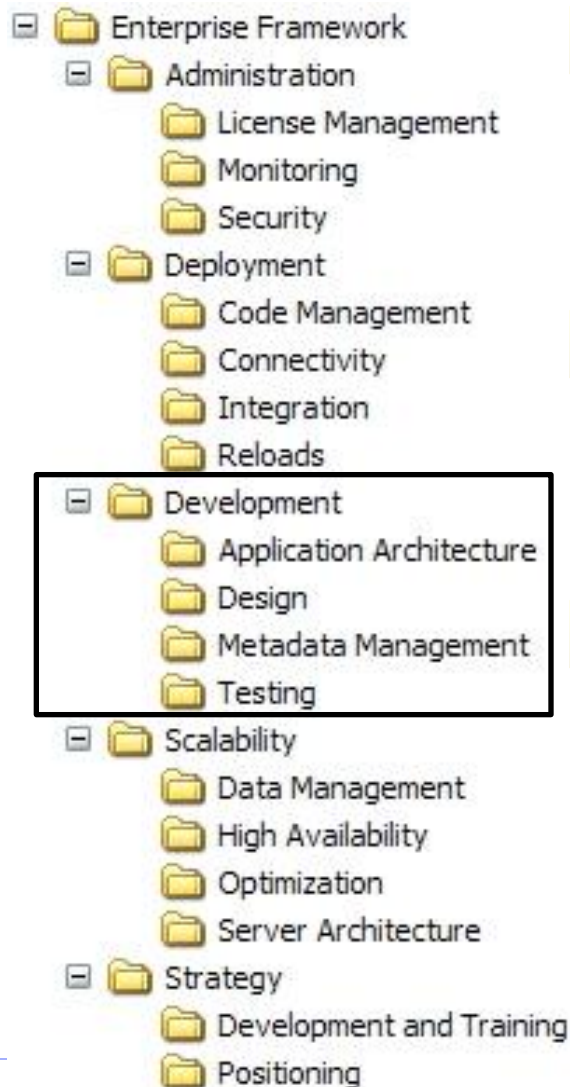 Enterprise Framework
Administration
License Management
Monitoring
Security
Deployment
Code Management
Connectivity
Integration
Reloads
Development
Application Architecture
Design
Metadata Management
Testing
Scalability
Data Management
High Availability
Optimization
Server Architecture
Strategy
Development and Training
Positioning